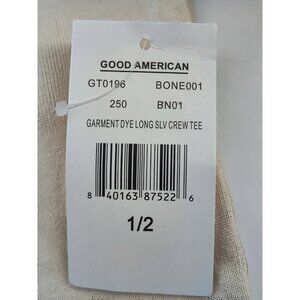 GOOD AMERICAN
GT0196 BONE001
250 BN01
GARMENT DYE LONG SLV CREW TEE
8 40163 87522 6
1/2